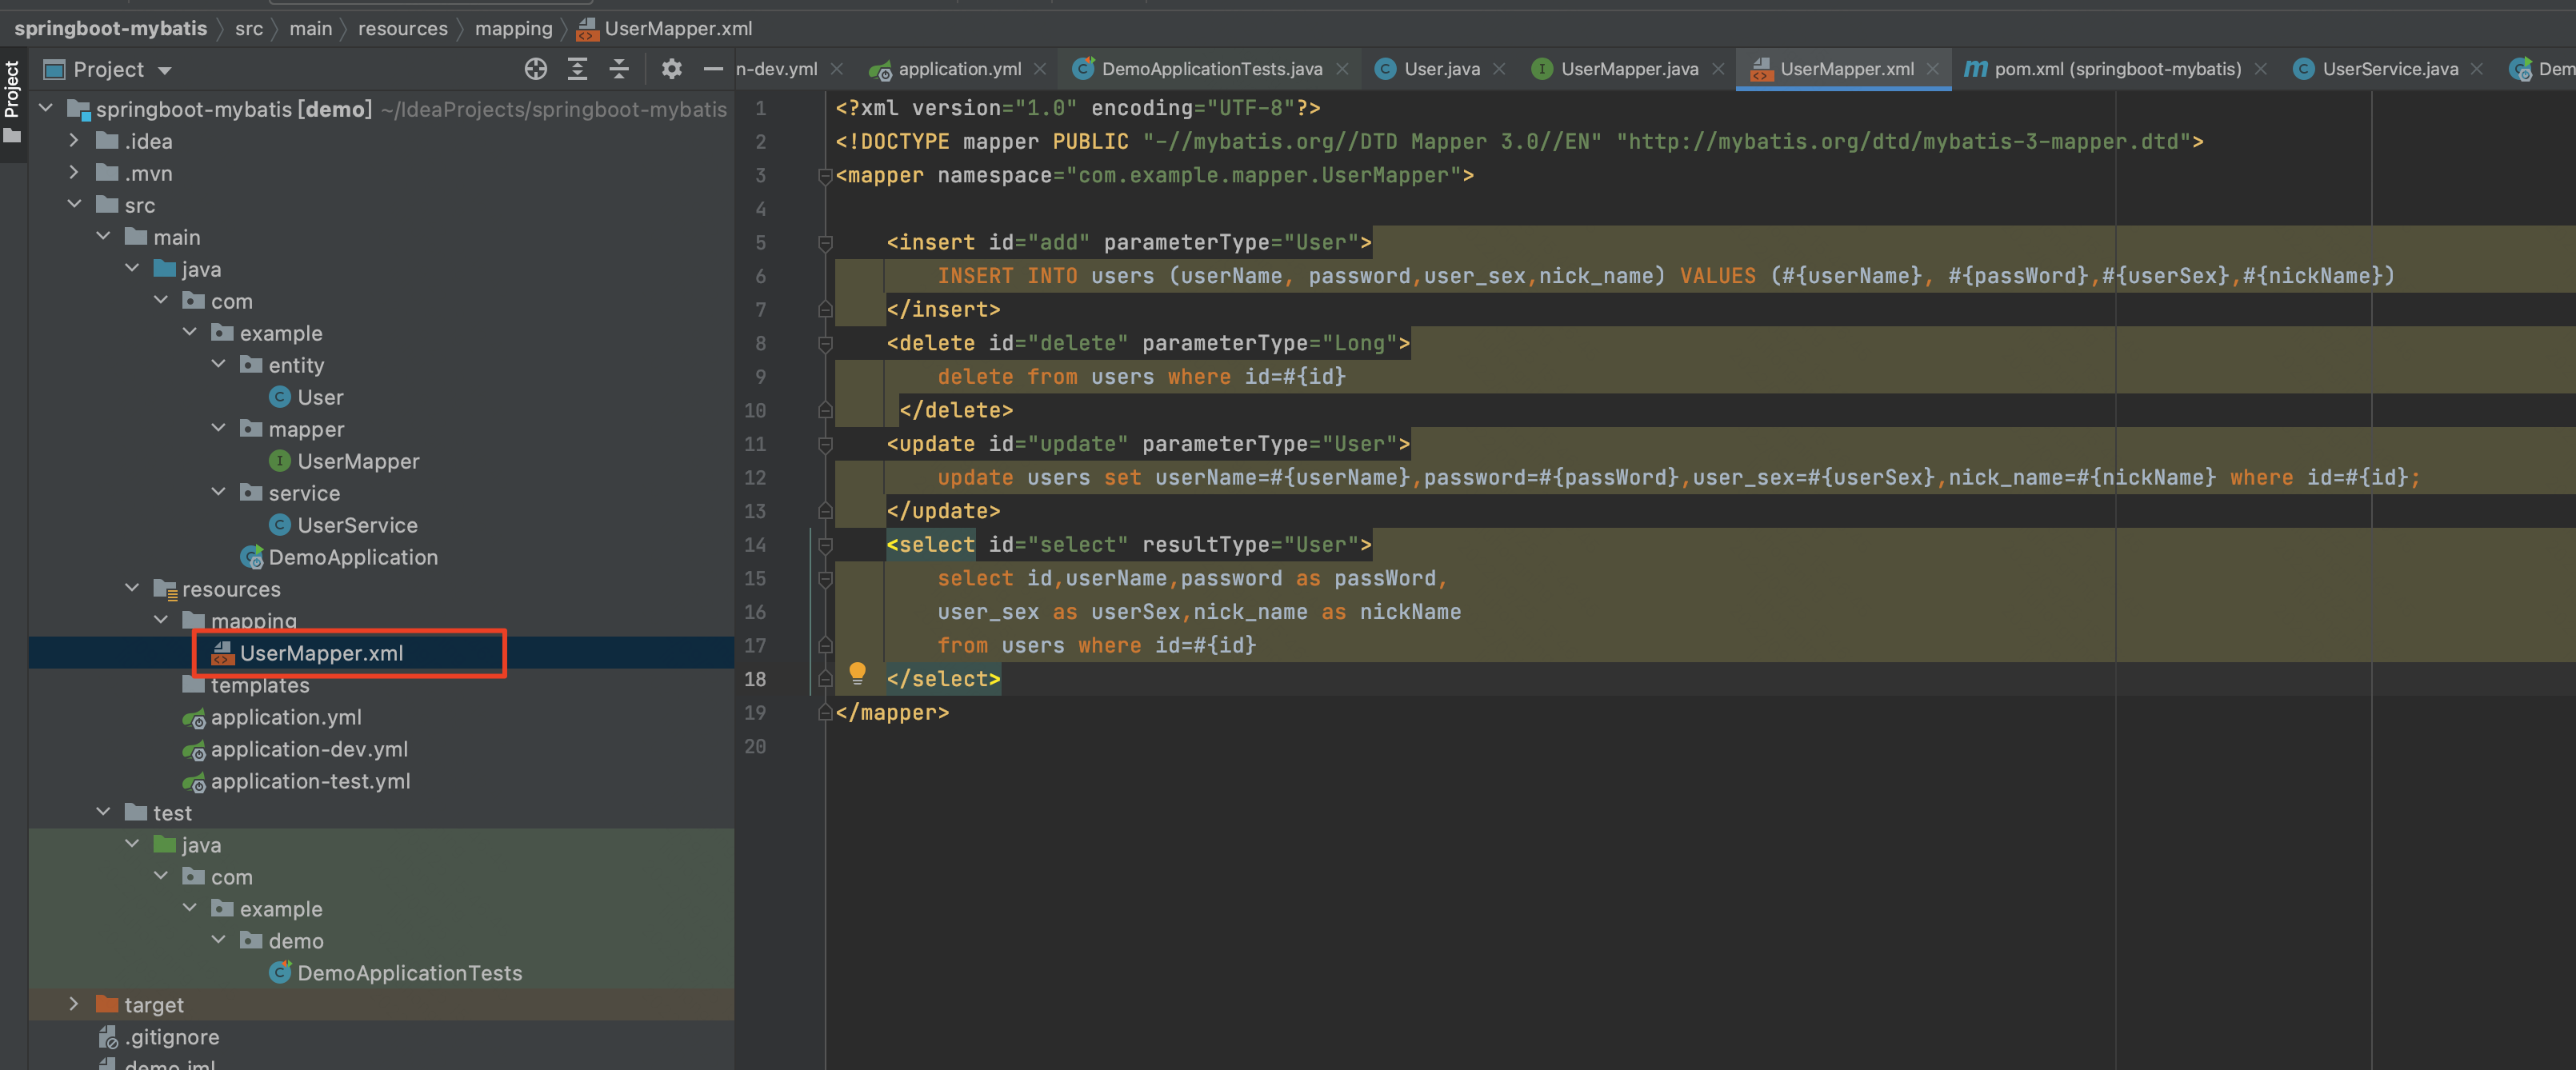 springboot-mybatis src main resources mapping UserMapper.xml
Project
Project
n-dev.yml application.yml DemoApplicationTests.java User.java UserMapper.java UserMapper.xml pom.xml (springboot-mybatis) UserService.java Dem
springboot-mybatis [demo] ~/IdeaProjects/springboot-mybatis
.idea
.mvn
src
main
java
com
example
entity
User
mapper
UserMapper
service
UserService
DemoApplication
resources
mapping
UserMapper.xml
templates
application.yml
application-dev.yml
application-test.yml
test
java
com
example
demo
DemoApplicationTests
target
.gitignore
demo.iml
1 <?xml version="1.0" encoding="UTF-8"?>
2 <!DOCTYPE mapper PUBLIC "-//mybatis.org//DTD Mapper 3.0//EN" "http://mybatis.org/dtd/mybatis-3-mapper.dtd">
3 <mapper namespace="com.example.mapper.UserMapper">
4
5 <insert id="add" parameterType="User">
6 INSERT INTO users (userName, password,user_sex,nick_name) VALUES (#{userName}, #{passWord},#{userSex},#{nickName})
7 </insert>
8 <delete id="delete" parameterType="Long">
9 delete from users where id=#{id}
10 </delete>
11 <update id="update" parameterType="User">
12 update users set userName=#{userName},password=#{passWord},user_sex=#{userSex},nick_name=#{nickName} where id=#{id};
13 </update>
14 <select id="select" resultType="User">
15 select id,userName,password as passWord,
16 user_sex as userSex,nick_name as nickName
17 from users where id=#{id}
18 </select>
19 </mapper>
20